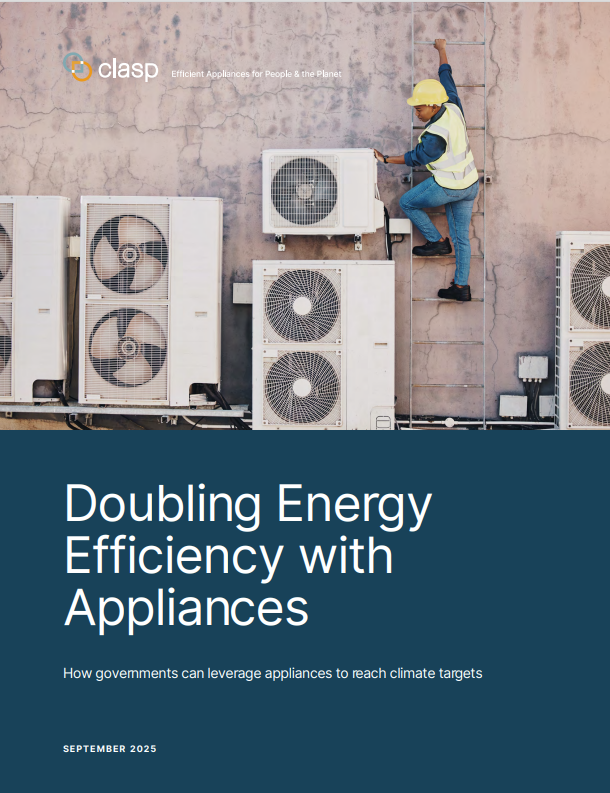 clasp
Efficient Appliances for People & the Planet
Doubling Energy
Efficiency with
Appliances
How governments can leverage appliances to reach climate targets
SEPTEMBER 2025